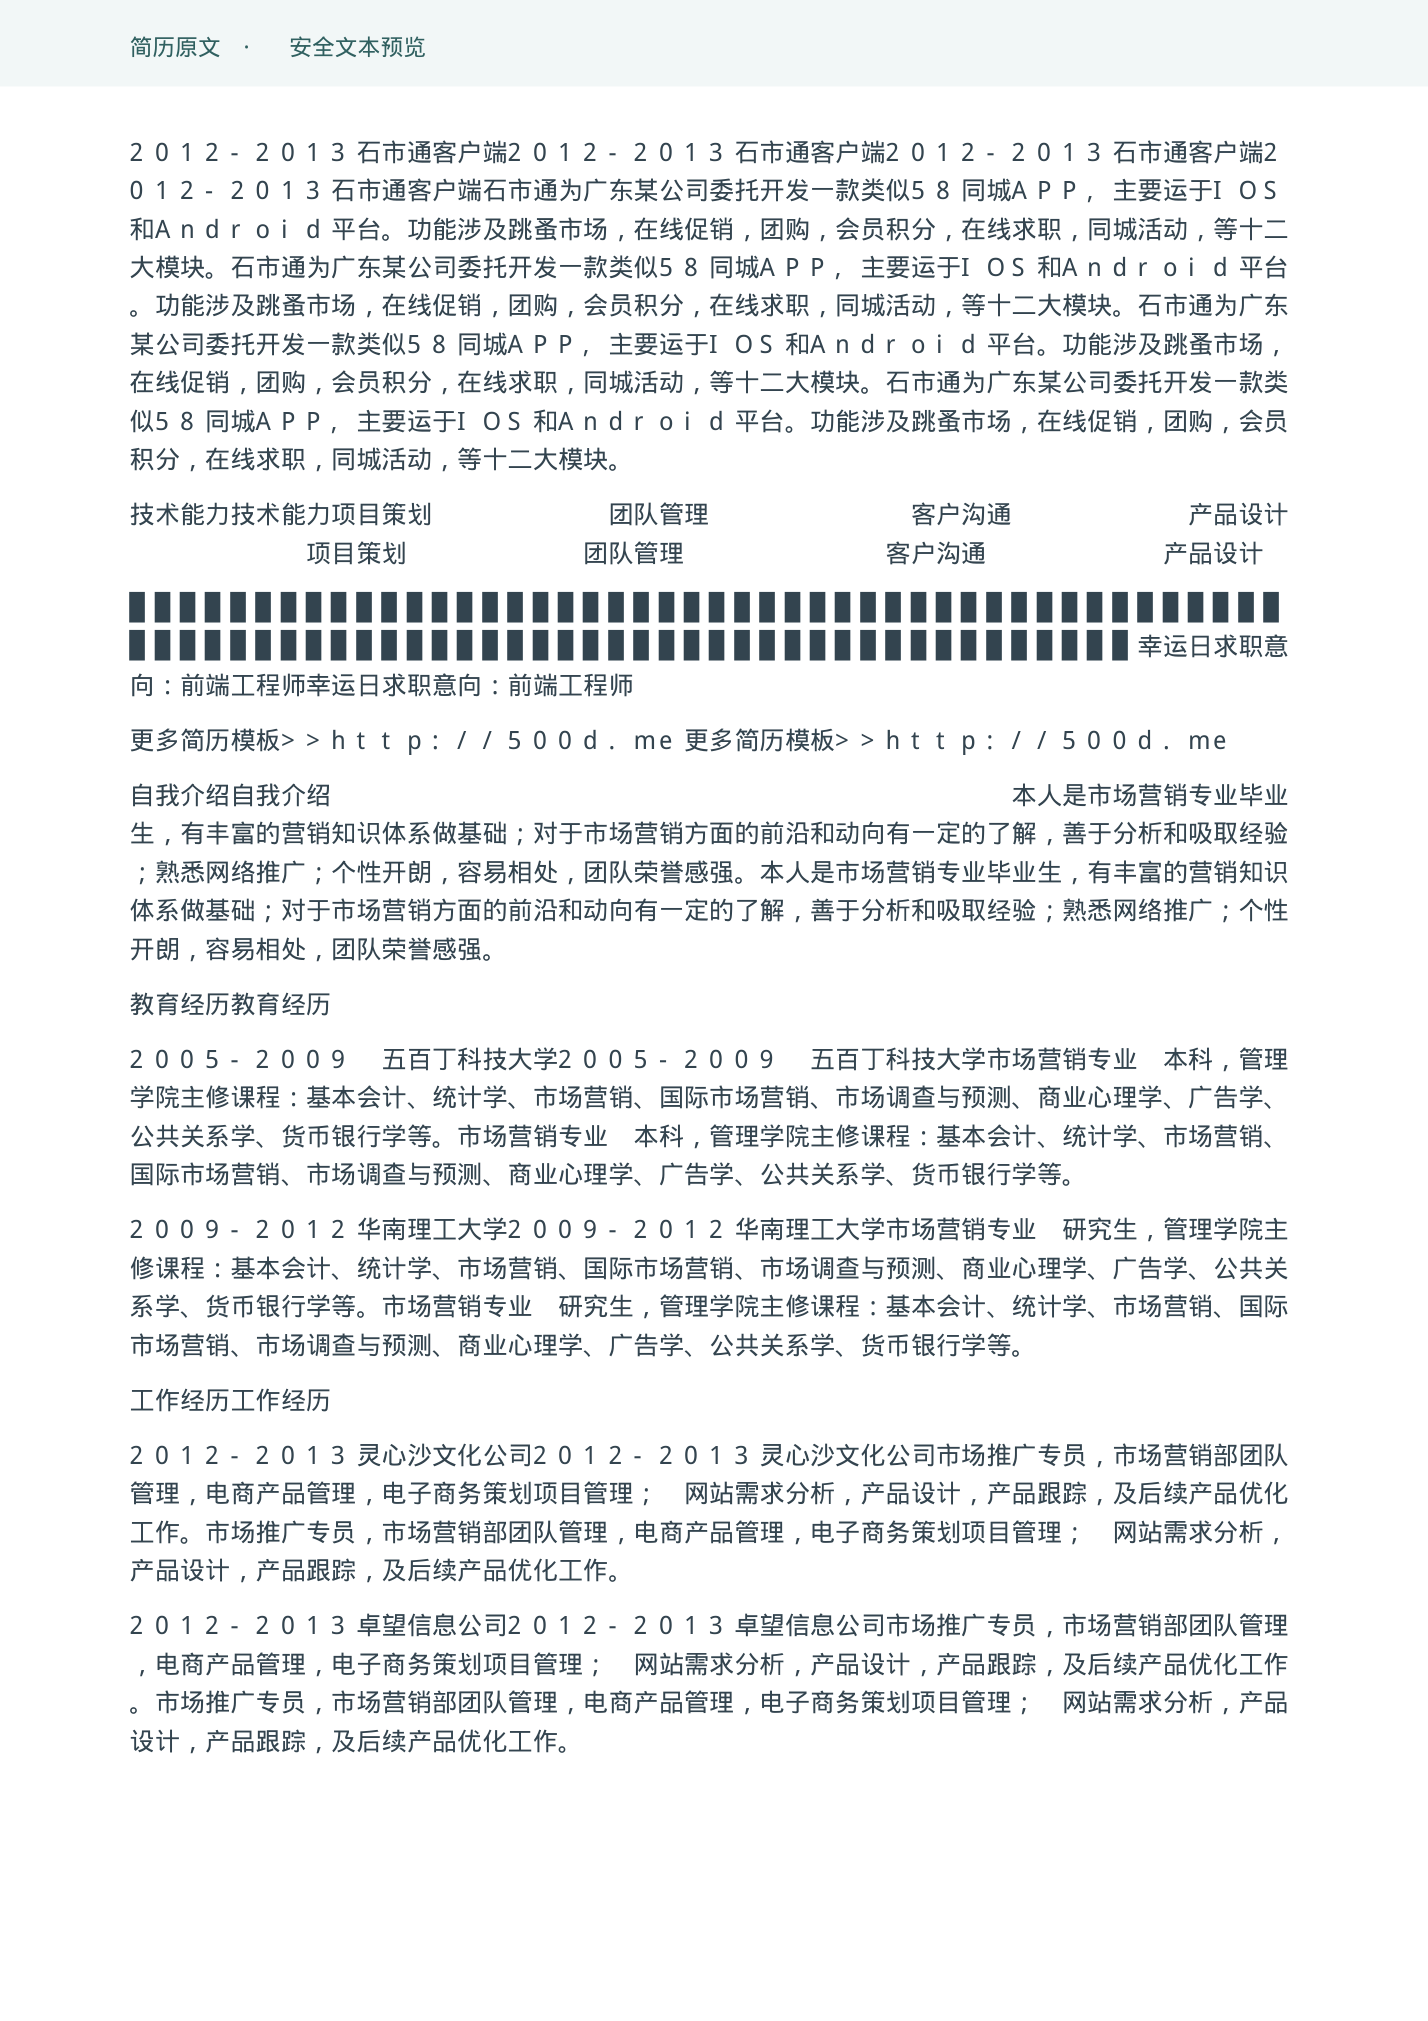 简历原文 · 安全文本预览
2012-2013石市通客户端2012-2013石市通客户端2012-2013石市通客户端2
012-2013石市通客户端石市通为广东某公司委托开发一款类似58同城APP，主要运于IOS
和Android平台。功能涉及跳蚤市场，在线促销，团购，会员积分，在线求职，同城活动，等十二
大模块。石市通为广东某公司委托开发一款类似58同城APP，主要运于IOS和Android平台
。功能涉及跳蚤市场，在线促销，团购，会员积分，在线求职，同城活动，等十二大模块。石市通为广东
某公司委托开发一款类似58同城APP，主要运于IOS和Android平台。功能涉及跳蚤市场，
在线促销，团购，会员积分，在线求职，同城活动，等十二大模块。石市通为广东某公司委托开发一款类
似58同城APP，主要运于IOS和Android平台。功能涉及跳蚤市场，在线促销，团购，会员
积分，在线求职，同城活动，等十二大模块。
技术能力技术能力项目策划 团队管理 客户沟通 产品设计
项目策划 团队管理 客户沟通 产品设计
幸运日求职意
向：前端工程师幸运日求职意向：前端工程师
更多简历模板>>http://500d.me更多简历模板>>http://500d.me
自我介绍自我介绍 本人是市场营销专业毕业
生，有丰富的营销知识体系做基础；对于市场营销方面的前沿和动向有一定的了解，善于分析和吸取经验
；熟悉网络推广；个性开朗，容易相处，团队荣誉感强。本人是市场营销专业毕业生，有丰富的营销知识
体系做基础；对于市场营销方面的前沿和动向有一定的了解，善于分析和吸取经验；熟悉网络推广；个性
开朗，容易相处，团队荣誉感强。
教育经历教育经历
2005-2009 五百丁科技大学2005-2009 五百丁科技大学市场营销专业 本科，管理
学院主修课程：基本会计、统计学、市场营销、国际市场营销、市场调查与预测、商业心理学、广告学、
公共关系学、货币银行学等。市场营销专业 本科，管理学院主修课程：基本会计、统计学、市场营销、
国际市场营销、市场调查与预测、商业心理学、广告学、公共关系学、货币银行学等。
2009-2012华南理工大学2009-2012华南理工大学市场营销专业 研究生，管理学院主
修课程：基本会计、统计学、市场营销、国际市场营销、市场调查与预测、商业心理学、广告学、公共关
系学、货币银行学等。市场营销专业 研究生，管理学院主修课程：基本会计、统计学、市场营销、国际
市场营销、市场调查与预测、商业心理学、广告学、公共关系学、货币银行学等。
工作经历工作经历
2012-2013灵心沙文化公司2012-2013灵心沙文化公司市场推广专员，市场营销部团队
管理，电商产品管理，电子商务策划项目管理； 网站需求分析，产品设计，产品跟踪，及后续产品优化
工作。市场推广专员，市场营销部团队管理，电商产品管理，电子商务策划项目管理； 网站需求分析，
产品设计，产品跟踪，及后续产品优化工作。
2012-2013卓望信息公司2012-2013卓望信息公司市场推广专员，市场营销部团队管理
，电商产品管理，电子商务策划项目管理； 网站需求分析，产品设计，产品跟踪，及后续产品优化工作
。市场推广专员，市场营销部团队管理，电商产品管理，电子商务策划项目管理； 网站需求分析，产品
设计，产品跟踪，及后续产品优化工作。